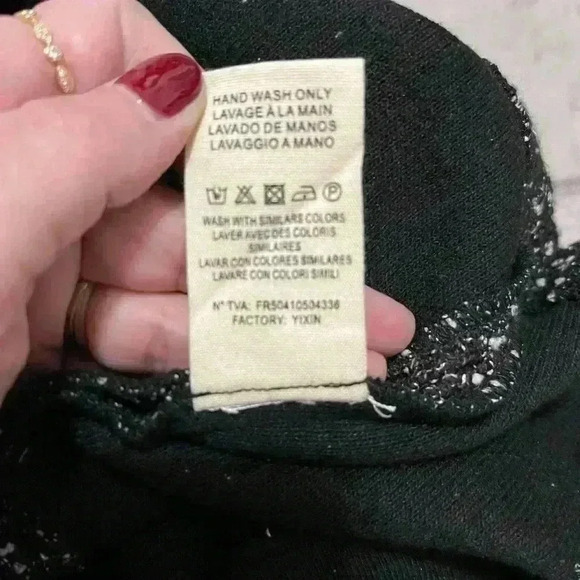 HAND WASH ONLY
LAVAGE À LA MAIN
LAVADO DE MANOS
LAVAGGIO A MANO
P
WASH WITH SIMILARS COLORS
LAVER AVEC DES COLORIS
SIMILAIRES
LAVAR CON COLORES SIMILARES
LAVARE CON COLORI SIMILI
N° TVA: FR50410504336
FACTORY: YIXIN